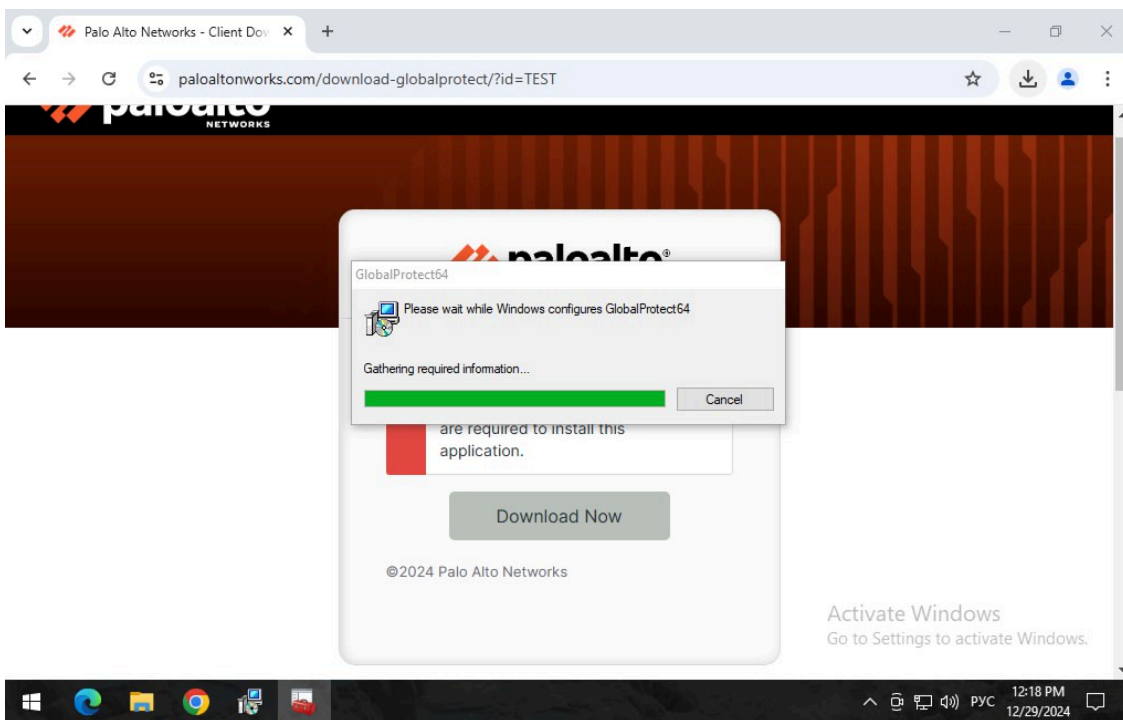 Palo Alto Networks - Client Dov
paloaltonworks.com/download-globalprotect/?id=TEST
paloalto
NETWORKS
paloalto®
GlobalProtect64
Please wait while Windows configures GlobalProtect64
Gathering required information...
Cancel
are required to install this
application.
Download Now
©2024 Palo Alto Networks
Activate Windows
Go to Settings to activate Windows.
РУС
12:18 PM
12/29/2024